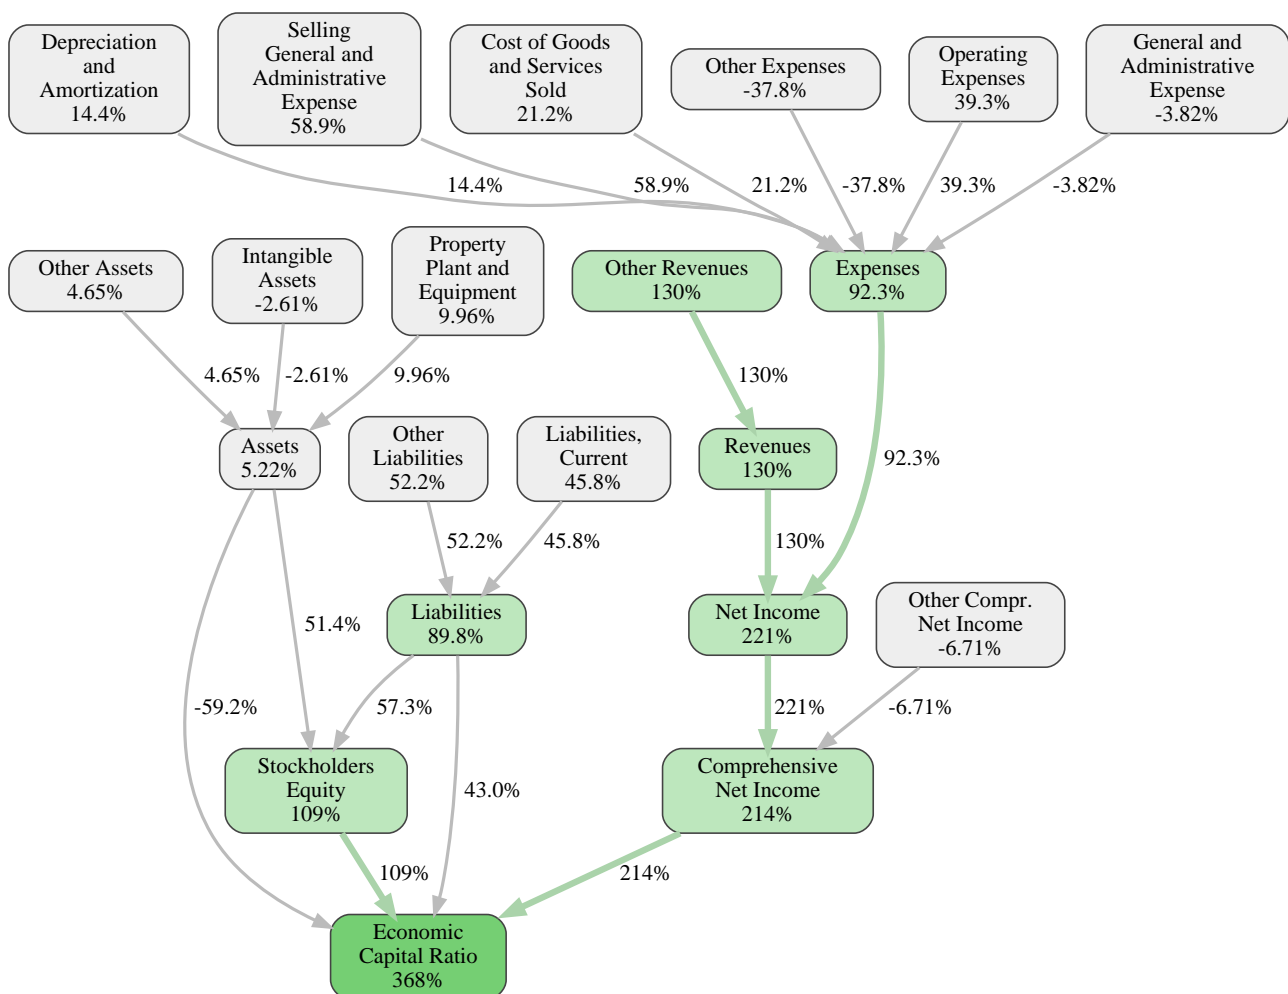 Depreciation
and
Amortization
14.4%
Selling
General and
Administrative
Expense
58.9%
Cost of Goods
and Services
Sold
21.2%
Other Expenses
-37.8%
Operating
Expenses
39.3%
General and
Administrative
Expense
-3.82%
14.4%
58.9%
21.2%
-37.8%
39.3%
-3.82%
Other Assets
4.65%
Intangible
Assets
-2.61%
Property
Plant and
Equipment
9.96%
Other Revenues
130%
Expenses
92.3%
4.65%
-2.61%
9.96%
130%
Assets
5.22%
Other
Liabilities
52.2%
Liabilities,
Current
45.8%
Revenues
130%
92.3%
52.2%
45.8%
130%
Liabilities
89.8%
Net Income
221%
Other Compr.
Net Income
-6.71%
51.4%
-59.2%
57.3%
221%
-6.71%
Stockholders
Equity
109%
43.0%
Comprehensive
Net Income
214%
109%
214%
Economic
Capital Ratio
368%